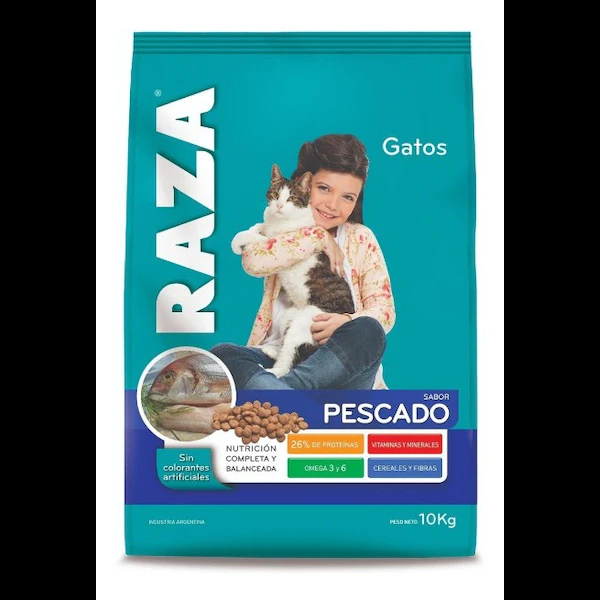 RAZA
®
Gatos
SABOR
PESCADO
Sin
colorantes
artificiales
NUTRICIÓN
COMPLETA Y
BALANCEADA
26% DE PROTEÍNAS
VITAMINAS Y MINERALES
OMEGA 3 y 6
CEREALES Y FIBRAS
INDUSTRIA ARGENTINA
PESO NETO 10Kg